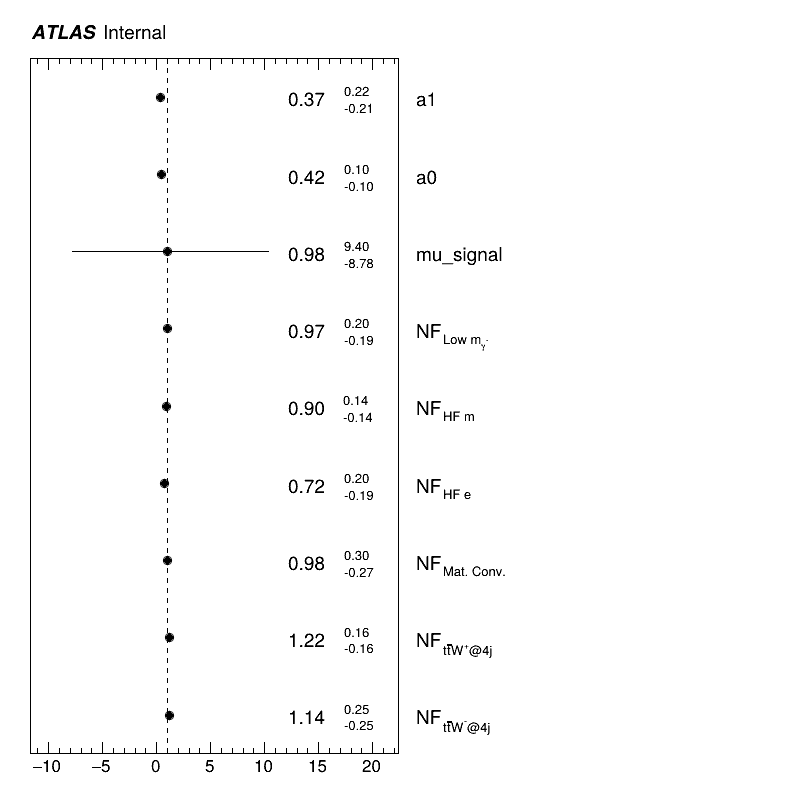 ATLAS Internal
0.37 0.22 -0.21 a1
0.42 0.10 -0.10 a0
0.98 9.40 -8.78 mu_signal
0.97 0.20 -0.19 NF Low m γ*
0.90 0.14 -0.14 NF HF m
0.72 0.20 -0.19 NF HF e
0.98 0.30 -0.27 NF Mat. Conv.
1.22 0.16 -0.16 NF tt̄W⁺@4j
1.14 0.25 -0.25 NF tt̄W⁻@4j
−10 −5 0 5 10 15 20